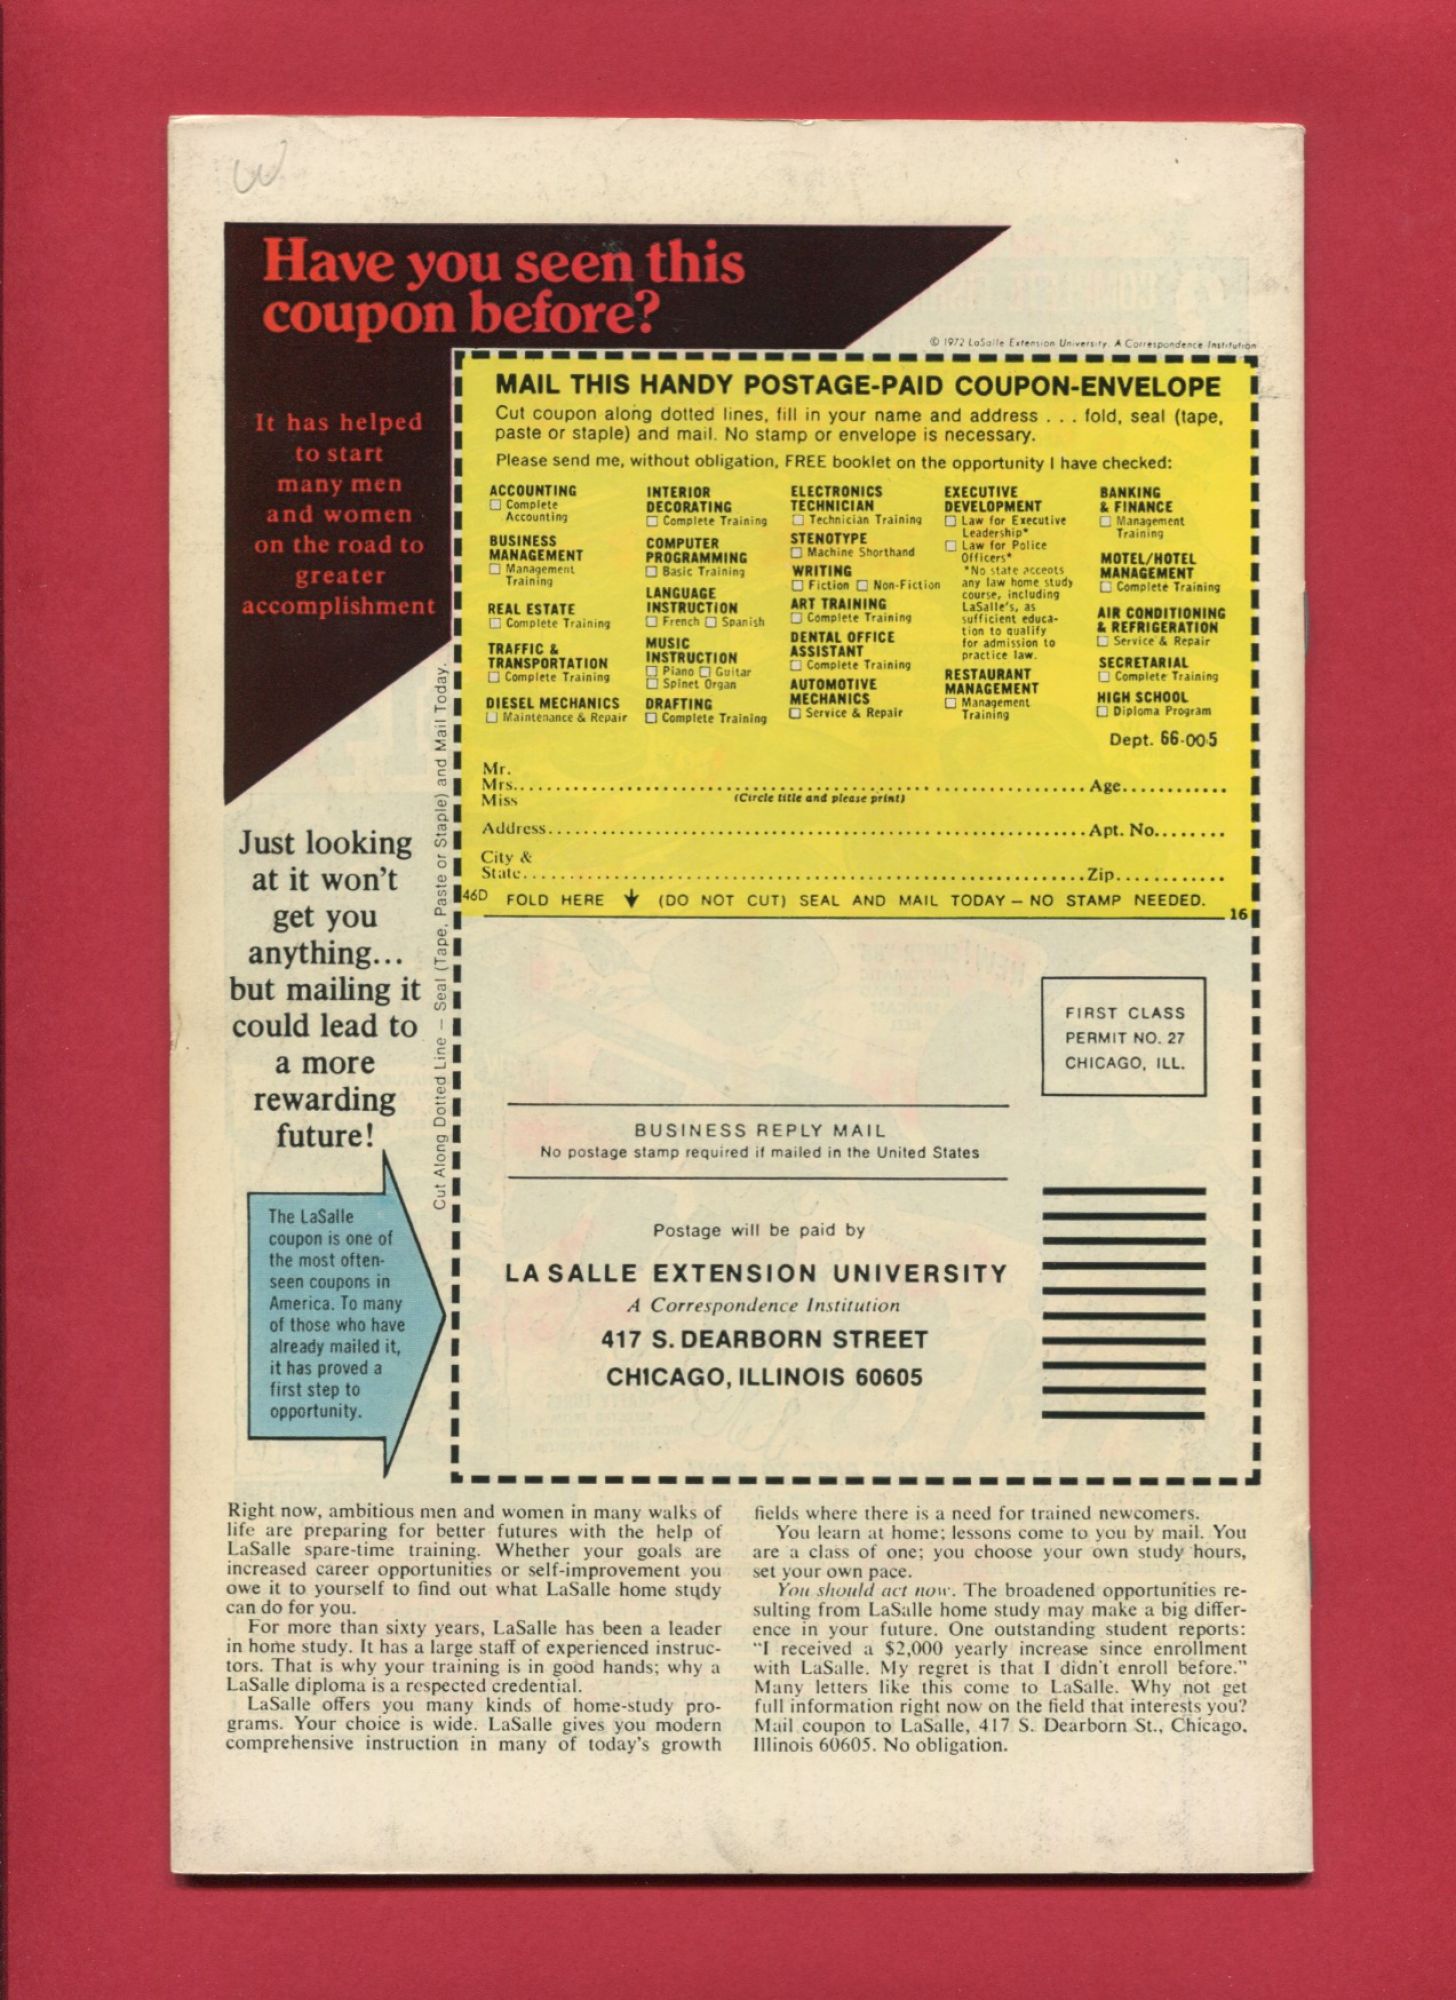 Have you seen this
coupon before?
© 1972 LaSalle Extension University. A Correspondence Institution
It has helped
to start
many men
and women
on the road to
greater
accomplishment
MAIL THIS HANDY POSTAGE-PAID COUPON-ENVELOPE
Cut coupon along dotted lines, fill in your name and address . . . fold, seal (tape,
paste or staple) and mail. No stamp or envelope is necessary.
Please send me, without obligation, FREE booklet on the opportunity I have checked:
ACCOUNTING
☐ Complete
Accounting
BUSINESS
MANAGEMENT
☐ Management
Training
REAL ESTATE
☐ Complete Training
TRAFFIC &
TRANSPORTATION
☐ Complete Training
DIESEL MECHANICS
☐ Maintenance & Repair
INTERIOR
DECORATING
☐ Complete Training
COMPUTER
PROGRAMMING
☐ Basic Training
LANGUAGE
INSTRUCTION
☐ French ☐ Spanish
MUSIC
INSTRUCTION
☐ Piano ☐ Guitar
☐ Spinet Organ
DRAFTING
☐ Complete Training
ELECTRONICS
TECHNICIAN
☐ Technician Training
STENOTYPE
☐ Machine Shorthand
WRITING
☐ Fiction ☐ Non-Fiction
ART TRAINING
☐ Complete Training
DENTAL OFFICE
ASSISTANT
☐ Complete Training
AUTOMOTIVE
MECHANICS
☐ Service & Repair
EXECUTIVE
DEVELOPMENT
☐ Law for Executive
Leadership*
☐ Law for Police
Officers*
*No state accepts
any law home study
course, including
LaSalle's, as
sufficient educa-
tion to qualify
for admission to
practice law.
RESTAURANT
MANAGEMENT
☐ Management
Training
BANKING
& FINANCE
☐ Management
Training
MOTEL/HOTEL
MANAGEMENT
☐ Complete Training
AIR CONDITIONING
& REFRIGERATION
☐ Service & Repair
SECRETARIAL
☐ Complete Training
HIGH SCHOOL
☐ Diploma Program
Dept. 66-005
Mr.
Mrs. Age
Miss (Circle title and please print)
Address Apt. No.
City &
State Zip
46D FOLD HERE ↓ (DO NOT CUT) SEAL AND MAIL TODAY – NO STAMP NEEDED.
16
Cut Along Dotted Line – Seal (Tape, Paste or Staple) and Mail Today.
Just looking
at it won't
get you
anything...
but mailing it
could lead to
a more
rewarding
future!
The LaSalle
coupon is one of
the most often-
seen coupons in
America. To many
of those who have
already mailed it,
it has proved a
first step to
opportunity.
FIRST CLASS
PERMIT NO. 27
CHICAGO, ILL.
BUSINESS REPLY MAIL
No postage stamp required if mailed in the United States
Postage will be paid by
LA SALLE EXTENSION UNIVERSITY
A Correspondence Institution
417 S. DEARBORN STREET
CHICAGO, ILLINOIS 60605
Right now, ambitious men and women in many walks of
life are preparing for better futures with the help of
LaSalle spare-time training. Whether your goals are
increased career opportunities or self-improvement you
owe it to yourself to find out what LaSalle home study
can do for you.
For more than sixty years, LaSalle has been a leader
in home study. It has a large staff of experienced instruc-
tors. That is why your training is in good hands; why a
LaSalle diploma is a respected credential.
LaSalle offers you many kinds of home-study pro-
grams. Your choice is wide. LaSalle gives you modern
comprehensive instruction in many of today's growth
fields where there is a need for trained newcomers.
You learn at home; lessons come to you by mail. You
are a class of one; you choose your own study hours,
set your own pace.
You should act now. The broadened opportunities re-
sulting from LaSalle home study may make a big differ-
ence in your future. One outstanding student reports:
"I received a $2,000 yearly increase since enrollment
with LaSalle. My regret is that I didn't enroll before."
Many letters like this come to LaSalle. Why not get
full information right now on the field that interests you?
Mail coupon to LaSalle, 417 S. Dearborn St., Chicago,
Illinois 60605. No obligation.